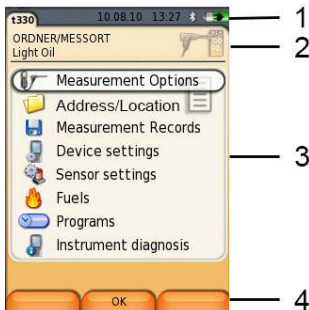 t330 10.08.10 13:27
1
ORDNER/MESSORT
Light Oil
2
Measurement Options
Address/Location
Measurement Records
Device settings
3
Sensor settings
Fuels
Programs
Instrument diagnosis
OK
4